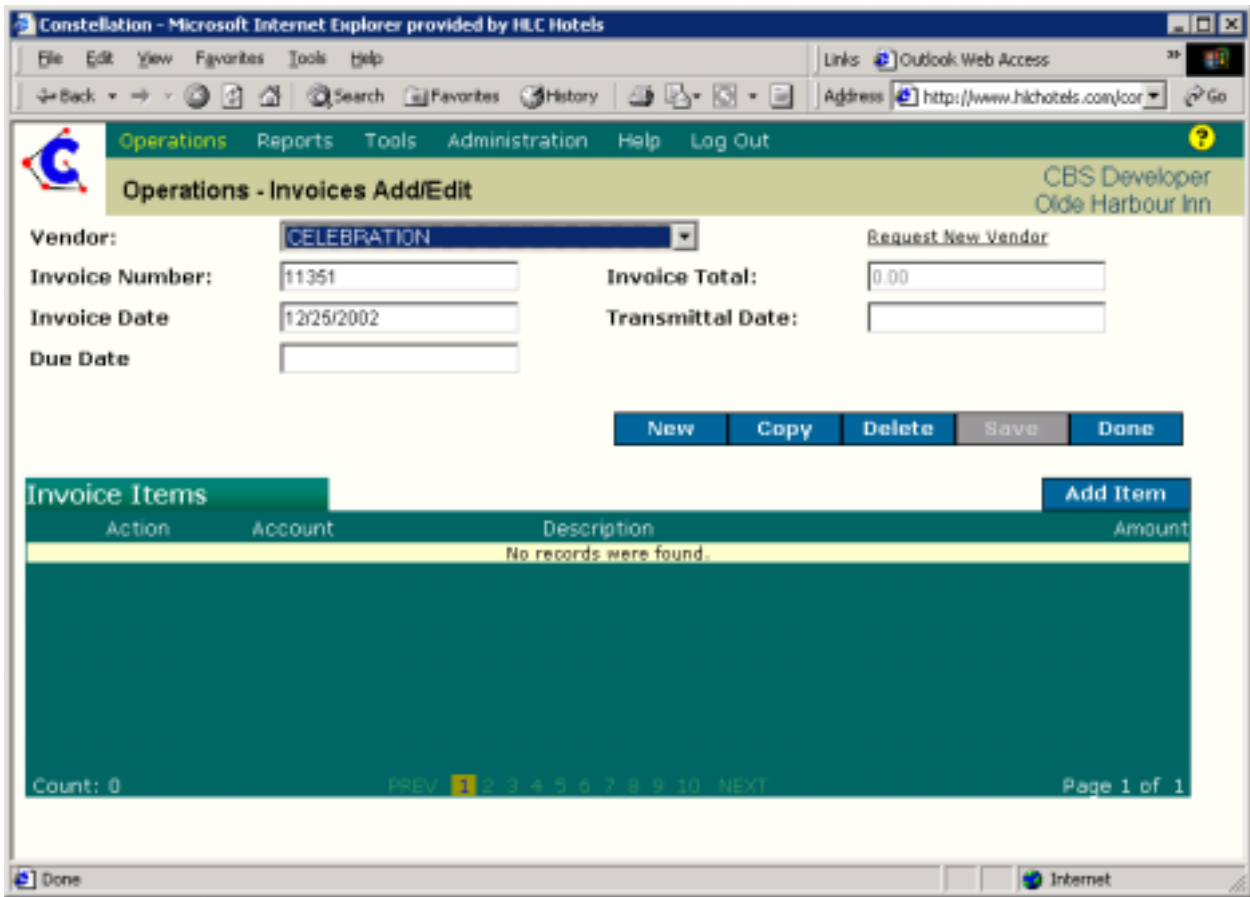 Constellation - Microsoft Internet Explorer provided by HLC Hotels
File Edit View Favorites Tools Help Links Outlook Web Access
Back Search Favorites History Address http://www.hlchotels.com/cor Go
Operations Reports Tools Administration Help Log Out ?
Operations - Invoices Add/Edit
CBS Developer
Olde Harbour Inn
Vendor: CELEBRATION Request New Vendor
Invoice Number: 11351 Invoice Total: 0.00
Invoice Date 12/25/2002 Transmittal Date:
Due Date
New Copy Delete Save Done
Invoice Items Add Item
Action Account Description Amount
No records were found.
Count: 0 PREV 1 2 3 4 5 6 7 8 9 10 NEXT Page 1 of 1
Done Internet